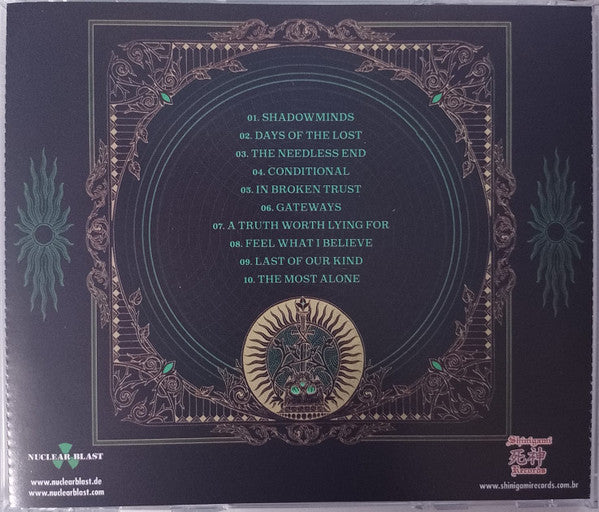 01. SHADOWMINDS
02. DAYS OF THE LOST
03. THE NEEDLESS END
04. CONDITIONAL
05. IN BROKEN TRUST
06. GATEWAYS
07. A TRUTH WORTH LYING FOR
08. FEEL WHAT I BELIEVE
09. LAST OF OUR KIND
10. THE MOST ALONE
NUCLEAR BLAST
www.nuclearblast.de
www.nuclearblast.com
Shinigami
死神
Records
www.shinigamirecords.com.br